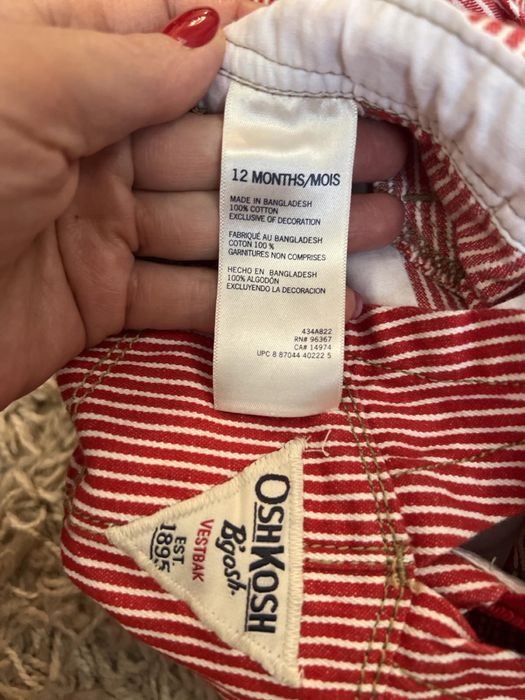 12 MONTHS/MOIS
MADE IN BANGLADESH
100% COTTON
EXCLUSIVE OF DECORATION
FABRIQUÉ AU BANGLADESH
COTON 100 %
GARNITURES NON COMPRISES
HECHO EN BANGLADESH
100% ALGODÓN
EXCLUYENDO LA DECORACION
434A822
RN# 96367
CA# 14974
UPC 8 87044 40222 5
OSHKOSH
B'gosh
VESTBAK
EST.
1895